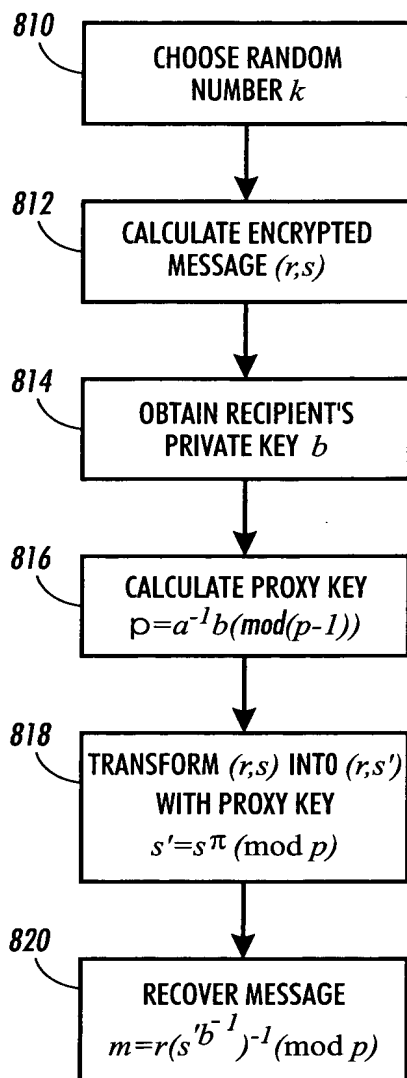 810
CHOOSE RANDOM
NUMBER k
812
CALCULATE ENCRYPTED
MESSAGE (r,s)
814
OBTAIN RECIPIENT'S
PRIVATE KEY b
816
CALCULATE PROXY KEY
p=a⁻¹b(mod(p-1))
818
TRANSFORM (r,s) INTO (r,s')
WITH PROXY KEY
s'=s^π (mod p)
820
RECOVER MESSAGE
m=r(s'^b⁻¹)⁻¹(mod p)